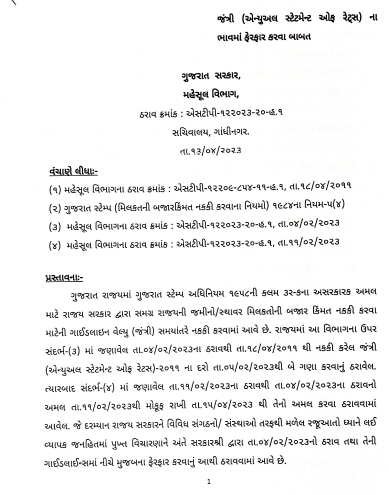 જંત્રી (એન્યુઅલ સ્ટેટમેન્ટ ઓફ રેટ્સ) ના
ભાવમાં ફેરફાર કરવા બાબત
ગુજરાત સરકાર,
મહેસૂલ વિભાગ,
ઠરાવ ક્રમાંક : એસટીપી-૧૨૨૦૨૩-૨૦-હ.૧
સચિવાલય, ગાંધીનગર.
તા.૧૩/૦૪/૨૦૨૩
વંચાણે લીધાઃ-
(૧) મહેસૂલ વિભાગના ઠરાવ ક્રમાંક : એસટીપી-૧૨૨૦૬-૮૫૪-૧૧-હ.૧, તા.૧૮/૦૪/૨૦૧૧
(૨) ગુજરાત સ્ટેમ્પ (મિલકતની બજારકિંમત નકકી કરવાના નિયમો) ૧૯૮૪ના નિયમ-૫(૪)
(૩) મહેસૂલ વિભાગના ઠરાવ ક્રમાંક : એસટીપી-૧૨૨૦૨૩-૨૦-હ.૧, તા.૦૪/૦૨/૨૦૨૩
(૪) મહેસૂલ વિભાગના ઠરાવ ક્રમાંક : એસટીપી-૧૨૨૦૨૩-૨૦-હ.૧, તા.૧૧/૦૨/૨૦૨૩
પ્રસ્તાવનાઃ-
ગુજરાત રાજ્યમાં ગુજરાત સ્ટેમ્પ અધિનિયમ ૧૯૫૮ની કલમ ૩૨-કના અસરકારક અમલ
માટે રાજ્ય સરકાર દ્વારા સમગ્ર રાજ્યની જમીનો/સ્થાવર મિલકતોની બજાર કિંમત નકકી કરવા
માટેની ગાઈડલાઈન વેલ્યુ (જંત્રી) સમયાંતરે નકકી કરવામાં આવે છે. રાજ્યમાં આ વિભાગના ઉપર
સંદર્ભ-(૩) માં જણાવેલ તા.૦૪/૦૨/૨૦૨૩ના ઠરાવથી તા.૧૮/૦૪/૨૦૧૧ થી નકકી કરેલ જંત્રી
(એન્યુઅલ સ્ટેટમેન્ટ ઓફ રેટ્સ)-૨૦૧૧ ના દરો તા.૦૫/૦૨/૨૦૨૩થી બે ગણા કરવાનું ઠરાવેલ.
ત્યારબાદ સંદર્ભ-(૪) માં જણાવેલ તા.૧૧/૦૨/૨૦૨૩ના ઠરાવથી તા.૦૪/૦૨/૨૦૨૩ના ઠરાવનો
અમલ તા.૧૧/૦૨/૨૦૨૩થી મોકૂફ રાખી તા.૧૫/૦૪/૨૦૨૩ થી તેનો અમલ કરવા ઠરાવવામાં
આવેલ. જે દરમ્યાન રાજ્ય સરકારને વિવિધ સંગઠનો/ સંસ્થાઓ તરફથી મળેલ રજૂઆતો ધ્યાને લઈ
વ્યાપક જનહિતમાં પુખ્ત વિચારણાને અંતે સરકારશ્રી દ્વારા તા.૦૪/૦૨/૨૦૨૩નો ઠરાવ તથા તેની
ગાઈડલાઈન્સમાં નીચે મુજબના ફેરફાર કરવાનું આથી ઠરાવવામાં આવે છે.
1